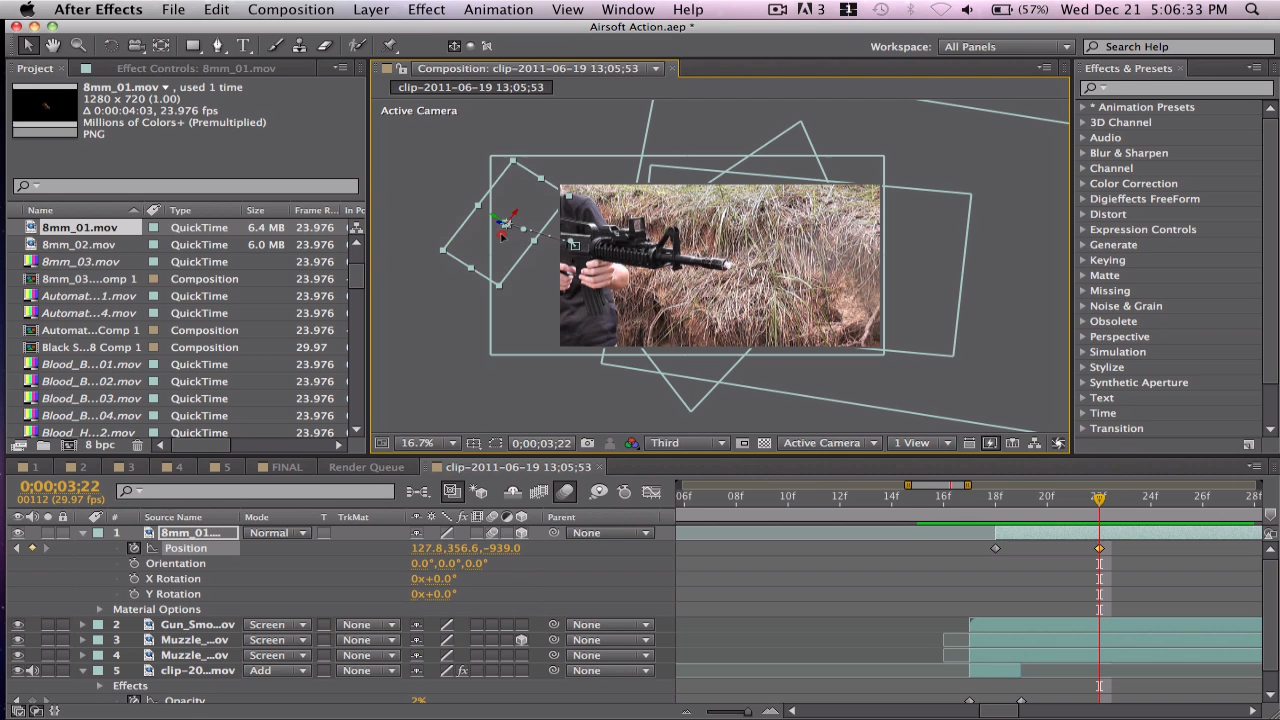 After Effects File Edit Composition Layer Effect Animation View Window Help 3 1 (57%) Wed Dec 21 5:06:33 PM
Airsoft Action.aep *
Workspace: All Panels Search Help
Project Effect Controls: 8mm_01.mov Composition: clip-2011-06-19 13;05;53 Effects & Presets
8mm_01.mov , used 1 time
1280 x 720 (1.00)
Δ 0:00:04:03, 23.976 fps
Millions of Colors+ (Premultiplied)
PNG
clip-2011-06-19 13;05;53
Active Camera
Name Type Size Frame R... In Po
8mm_01.mov QuickTime 6.4 MB 23.976
8mm_02.mov QuickTime 6.0 MB 23.976
8mm_03.mov QuickTime 23.976
8mm_03....omp 1 Composition 23.976
Automat...1.mov QuickTime 23.976
Automat...4.mov QuickTime 23.976
Automat...Comp 1 Composition 23.976
Black S...8 Comp 1 Composition 29.97
Blood_B...01.mov QuickTime 23.976
Blood_B...02.mov QuickTime 23.976
Blood_B...03.mov QuickTime 23.976
Blood_B...04.mov QuickTime 23.976
Blood_H...2.mov QuickTime 23.976
8 bpc
16.7% 0;00;03;22 Third Active Camera 1 View
* Animation Presets
3D Channel
Audio
Blur & Sharpen
Channel
Color Correction
Digieffects FreeForm
Distort
Expression Controls
Generate
Keying
Matte
Missing
Noise & Grain
Obsolete
Perspective
Simulation
Stylize
Synthetic Aperture
Text
Time
Transition
1 2 3 4 5 FINAL Render Queue clip-2011-06-19 13;05;53
0;00;03;22
00112 (29.97 fps)
06f 08f 10f 12f 14f 16f 18f 20f 22f 24f 26f 28f
# Source Name Mode T TrkMat Parent
1 8mm_01.... Normal None
Position 127.8,356.6,-939.0
Orientation 0.0°,0.0°,0.0°
X Rotation 0x+0.0°
Y Rotation 0x+0.0°
Material Options
2 Gun_Smo...ov Screen None None
3 Muzzle_...ov Screen None None
4 Muzzle_...ov Screen None None
5 clip-20...mov Add None None
Effects
Opacity 2%